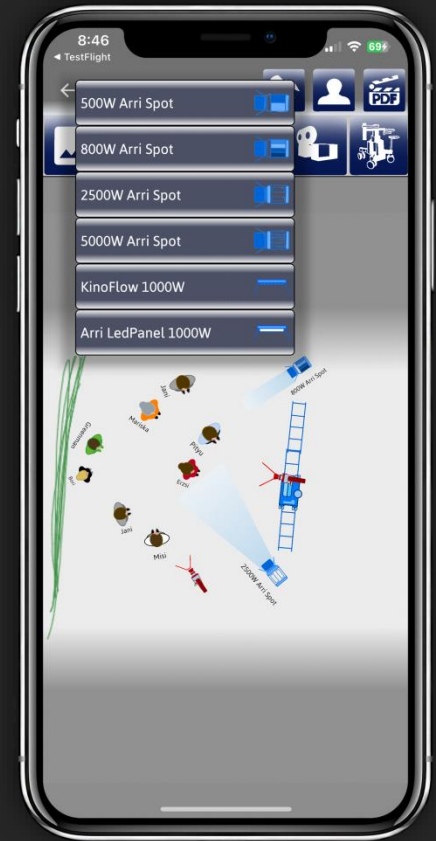 8:46
69
◀ TestFlight
PDF
500W Arri Spot
800W Arri Spot
2500W Arri Spot
5000W Arri Spot
KinoFlow 1000W
Arri LedPanel 1000W
Jani
800W Arri Spot
Mariska
Pityu
Erzsi
Jani
Misi
2500W Arri Spot